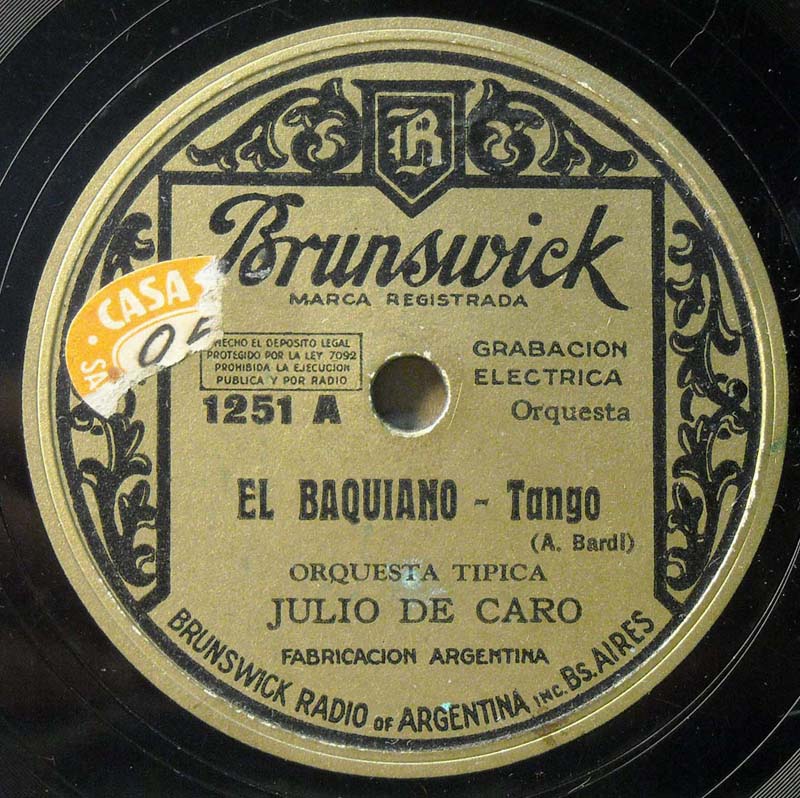 B
Brunswick
MARCA REGISTRADA
CASA
SA
HECHO EL DEPOSITO LEGAL
PROTEGIDO POR LA LEY 7092
PROHIBIDA LA EJECUCION
PUBLICA Y POR RADIO
GRABACION
ELECTRICA
1251 A
Orquesta
EL BAQUIANO - Tango
(A. Bardi)
ORQUESTA TIPICA
JULIO DE CARO
FABRICACION ARGENTINA
BRUNSWICK RADIO OF ARGENTINA INC. Bs. AIRES